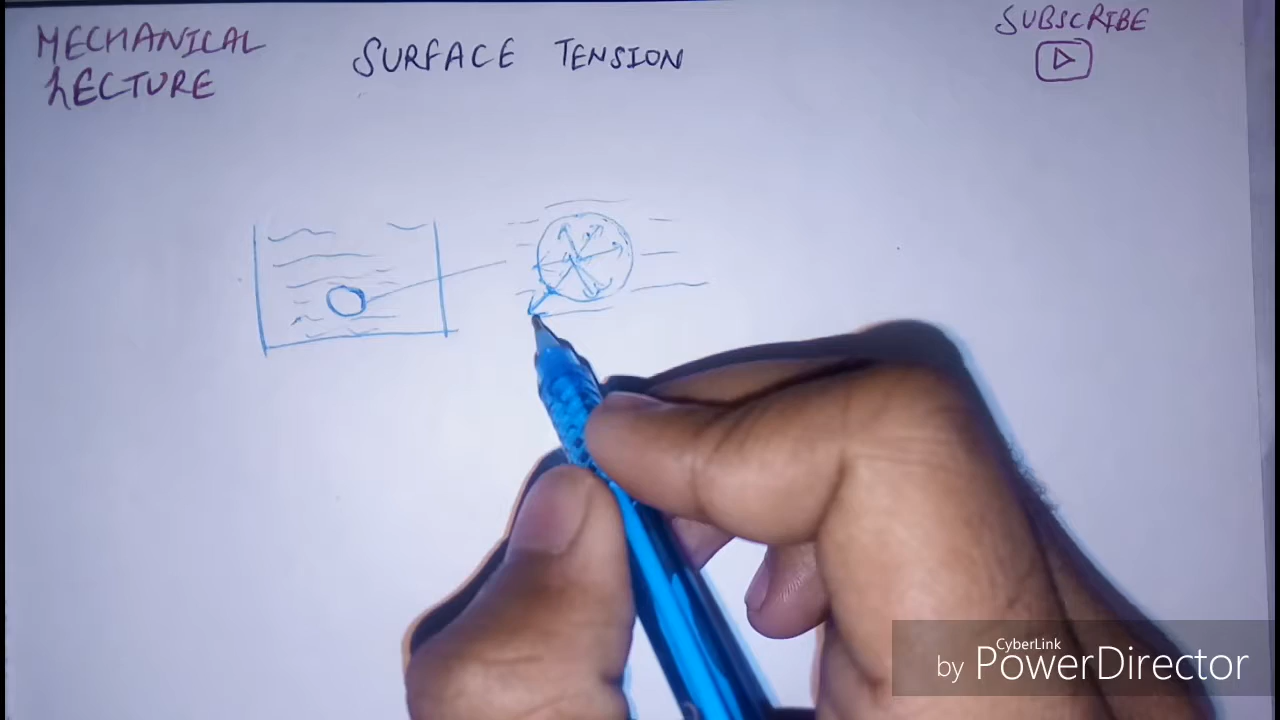 MECHANICAL
LECTURE
SURFACE TENSION
SUBSCRIBE
CyberLink
by PowerDirector